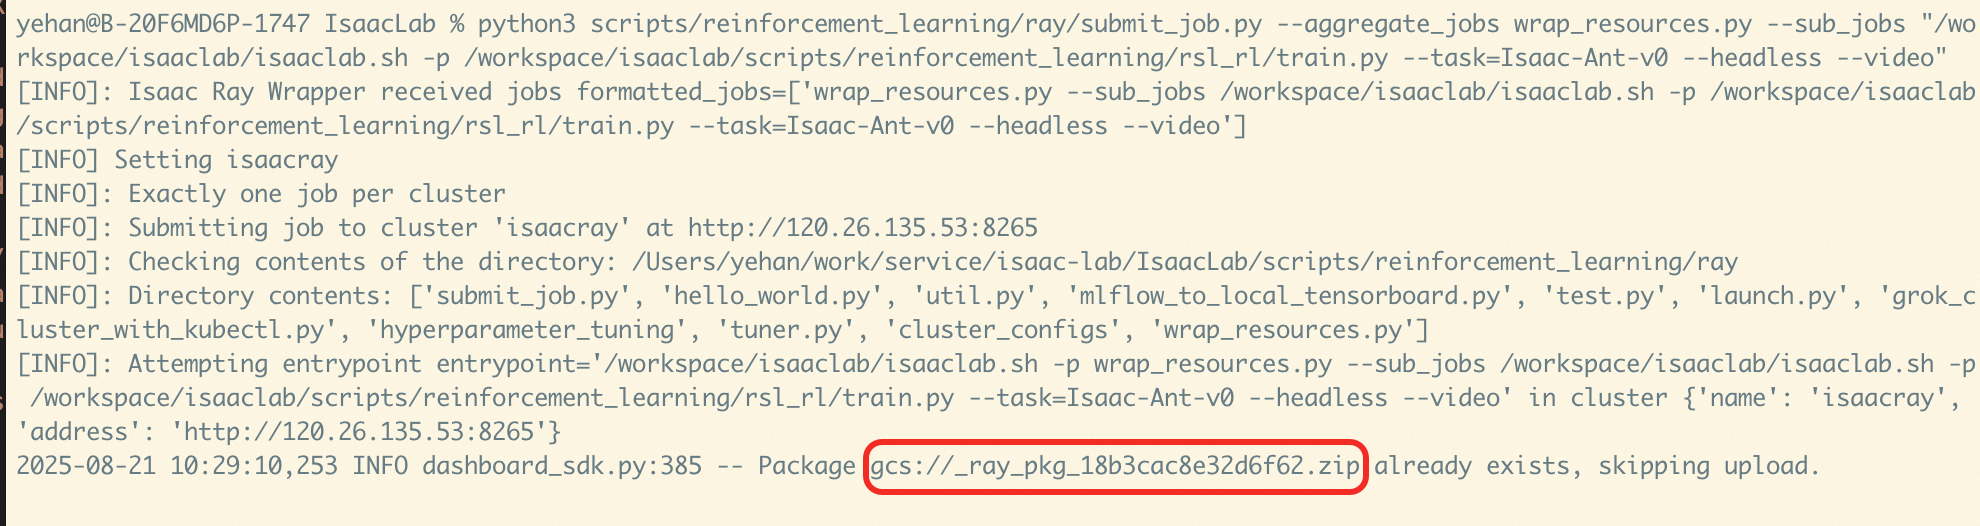 yehan@B-20F6MD6P-1747 IsaacLab % python3 scripts/reinforcement_learning/ray/submit_job.py --aggregate_jobs wrap_resources.py --sub_jobs "/wo
rkspace/isaaclab/isaaclab.sh -p /workspace/isaaclab/scripts/reinforcement_learning/rsl_rl/train.py --task=Isaac-Ant-v0 --headless --video"
[INFO]: Isaac Ray Wrapper received jobs formatted_jobs=['wrap_resources.py --sub_jobs /workspace/isaaclab/isaaclab.sh -p /workspace/isaaclab
/scripts/reinforcement_learning/rsl_rl/train.py --task=Isaac-Ant-v0 --headless --video']
[INFO] Setting isaacray
[INFO]: Exactly one job per cluster
[INFO]: Submitting job to cluster 'isaacray' at http://120.26.135.53:8265
[INFO]: Checking contents of the directory: /Users/yehan/work/service/isaac-lab/IsaacLab/scripts/reinforcement_learning/ray
[INFO]: Directory contents: ['submit_job.py', 'hello_world.py', 'util.py', 'mlflow_to_local_tensorboard.py', 'test.py', 'launch.py', 'grok_c
luster_with_kubectl.py', 'hyperparameter_tuning', 'tuner.py', 'cluster_configs', 'wrap_resources.py']
[INFO]: Attempting entrypoint entrypoint='/workspace/isaaclab/isaaclab.sh -p wrap_resources.py --sub_jobs /workspace/isaaclab/isaaclab.sh -p
 /workspace/isaaclab/scripts/reinforcement_learning/rsl_rl/train.py --task=Isaac-Ant-v0 --headless --video' in cluster {'name': 'isaacray',
'address': 'http://120.26.135.53:8265'}
2025-08-21 10:29:10,253 INFO dashboard_sdk.py:385 -- Package gcs://_ray_pkg_18b3cac8e32d6f62.zip already exists, skipping upload.